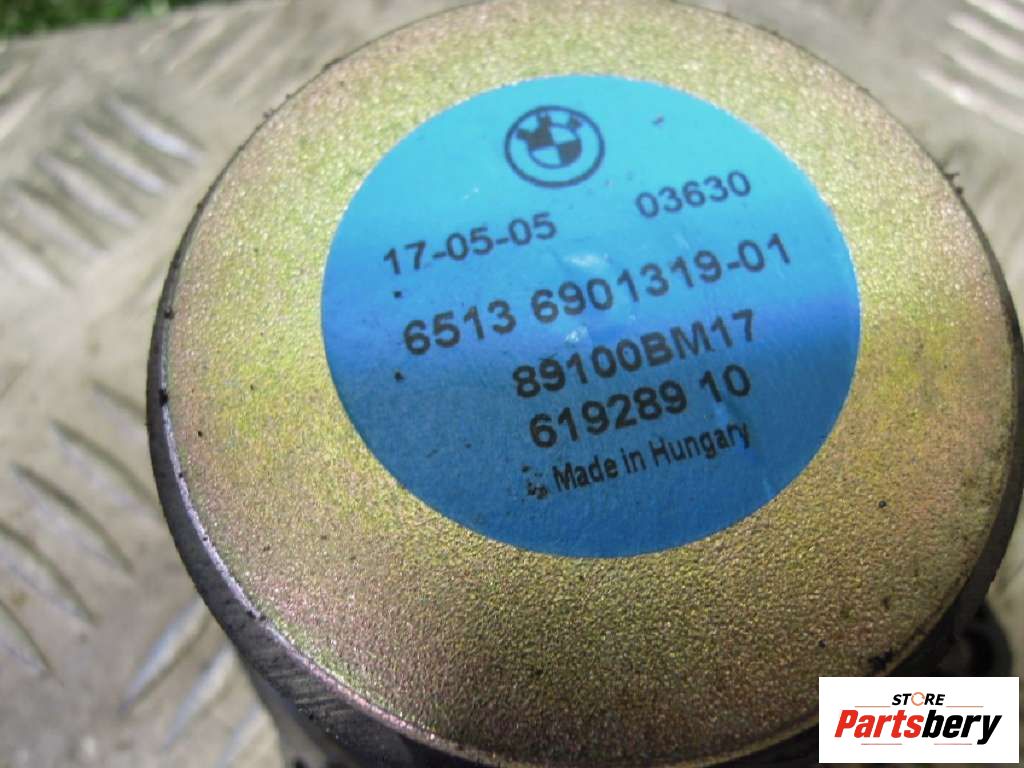 17-05-05 03630
6513 6901319-01
89100BM17
619289 10
Made in Hungary
STORE
Partsbery